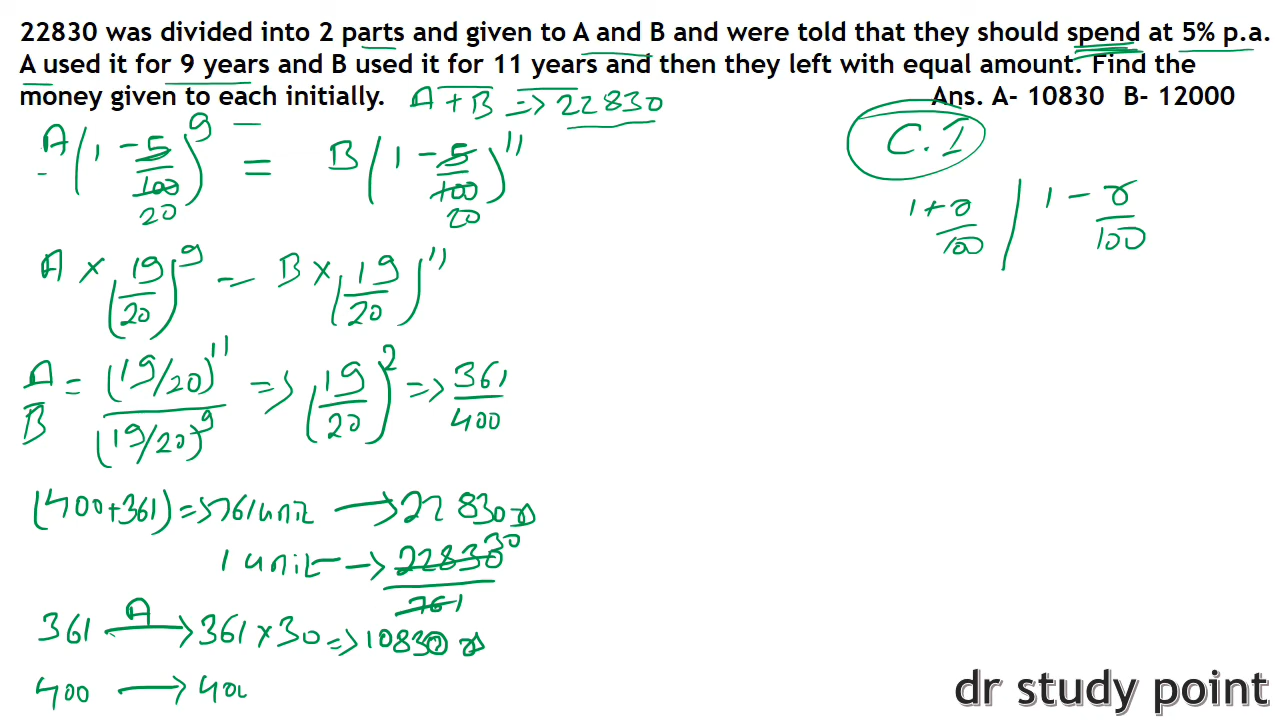 22830 was divided into 2 parts and given to A and B and were told that they should spend at 5% p.a.
A used it for 9 years and B used it for 11 years and then they left with equal amount. Find the
money given to each initially. A + B => 22830 Ans. A- 10830 B- 12000
C.I
A(1 - 5/100 20)^9 = B(1 - 5/100 20)^11
1 + r/100 | 1 - r/100
A × (19/20)^9 = B × (19/20)^11
A/B = (19/20)^11/(19/20)^9 => (19/20)^2 => 361/400
(400+361) => 761 unit → 22830 rs
1 unit → 22830/761 30
361 A → 361 × 30 => 10830 rs
400 → 400
dr study point